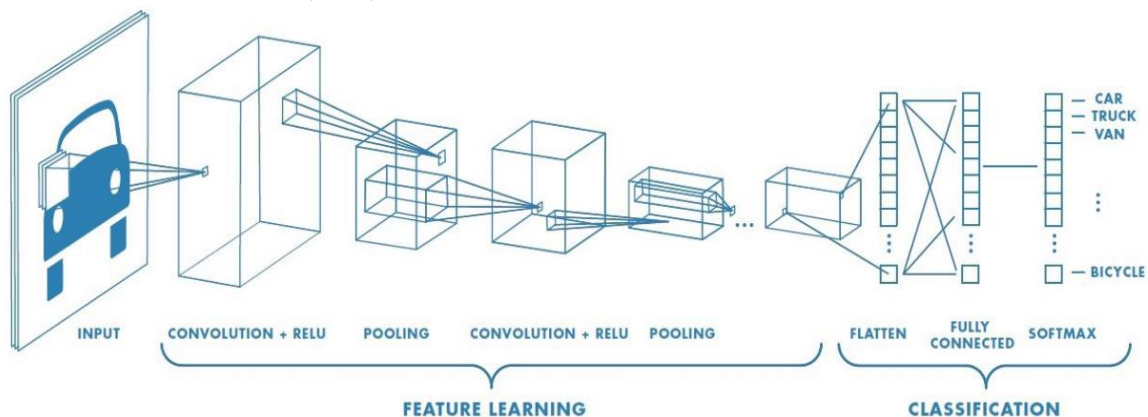 CAR
TRUCK
VAN
BICYCLE
INPUT
CONVOLUTION + RELU
POOLING
CONVOLUTION + RELU
POOLING
FLATTEN
FULLY
CONNECTED
SOFTMAX
FEATURE LEARNING
CLASSIFICATION